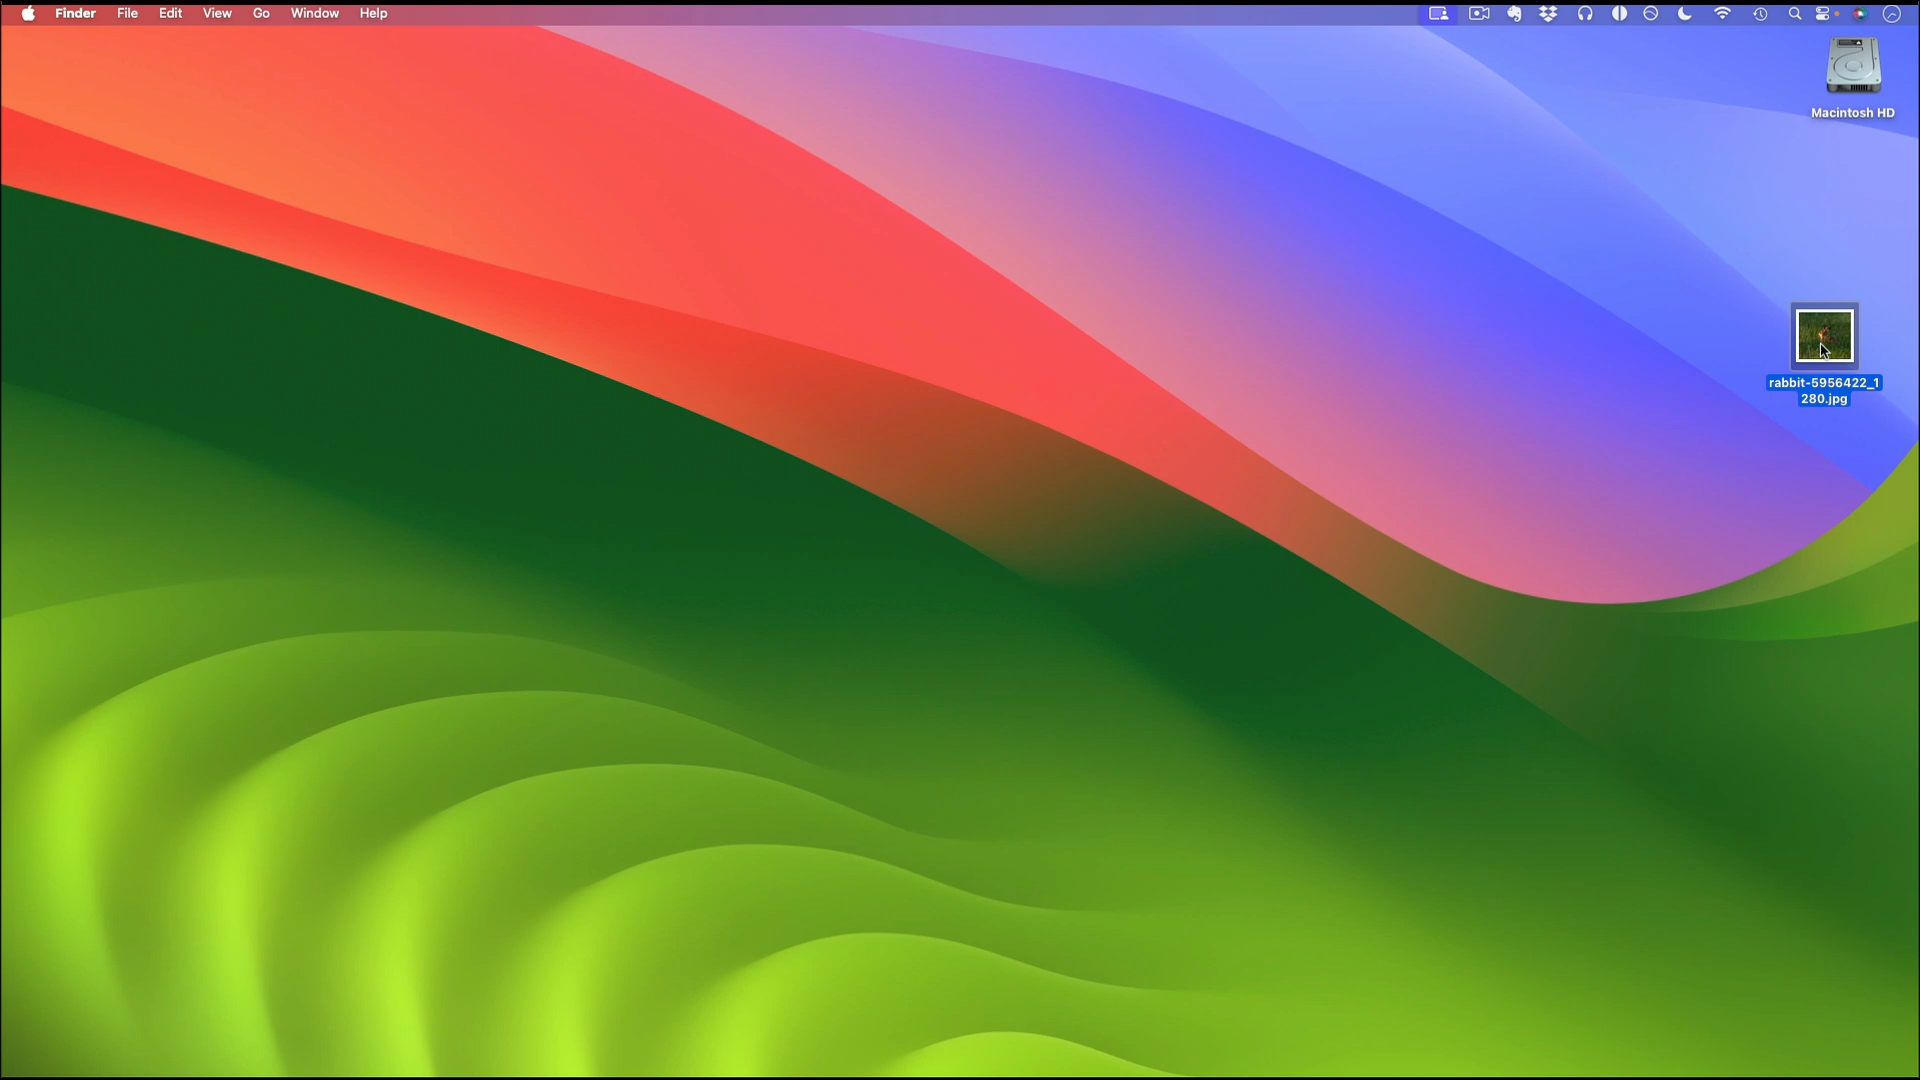 Finder File Edit View Go Window Help
Macintosh HD
rabbit-5956422_1
280.jpg